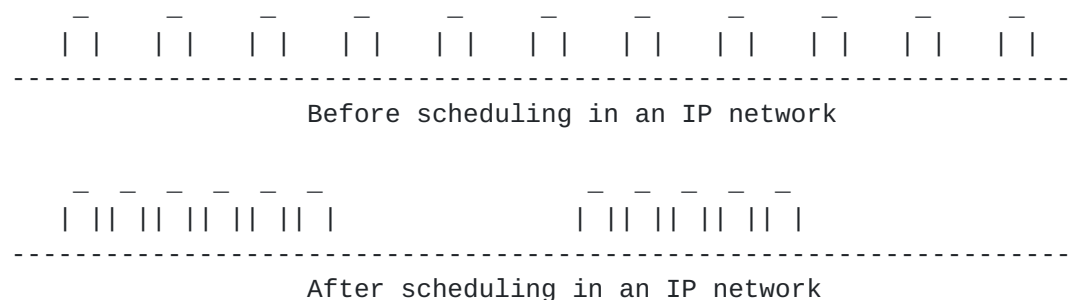 Before scheduling in an IP network
After scheduling in an IP network